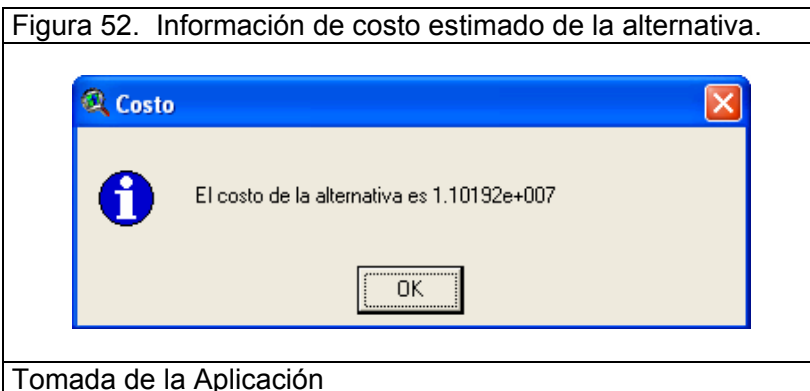 Figura 52. Información de costo estimado de la alternativa.
Costo
El costo de la alternativa es 1.10192e+007
OK
Tomada de la Aplicación